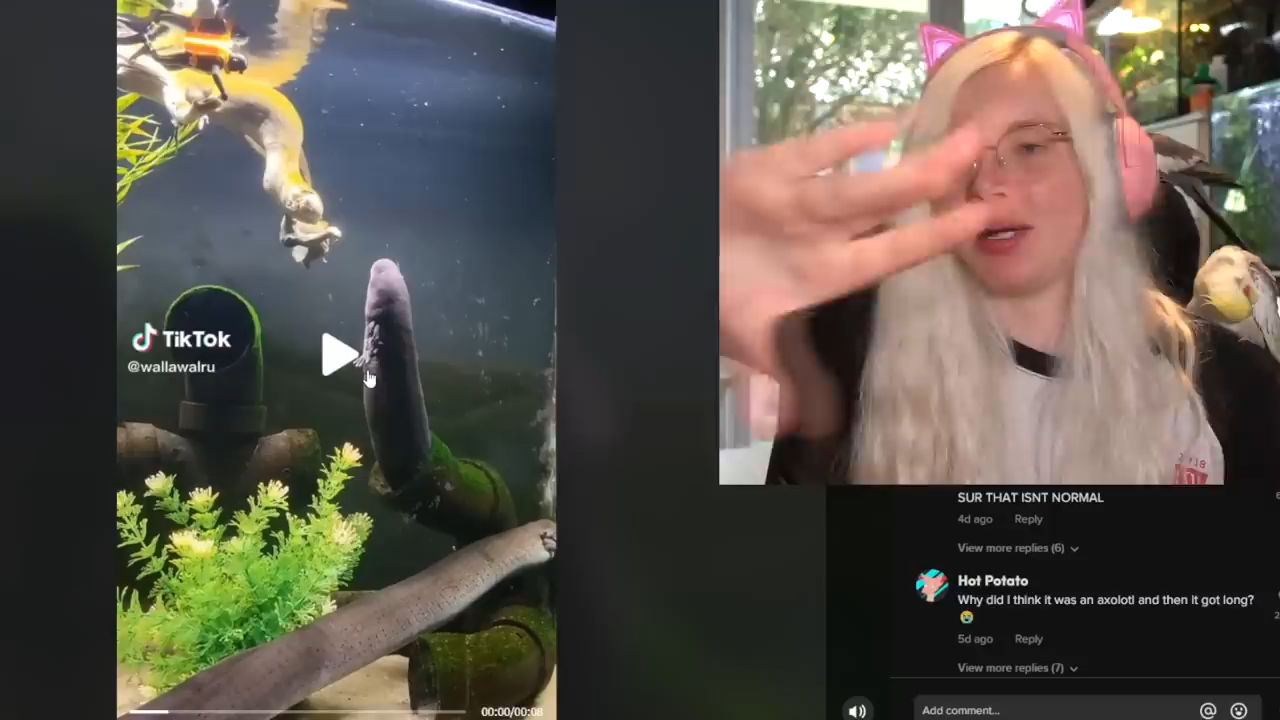 TikTok
@wallawalru
00:00/00:08
SUR THAT ISNT NORMAL
4d ago Reply
View more replies (6)
Hot Potato
Why did I think it was an axolotl and then it got long?
😭
5d ago Reply
View more replies (7)
Add comment...